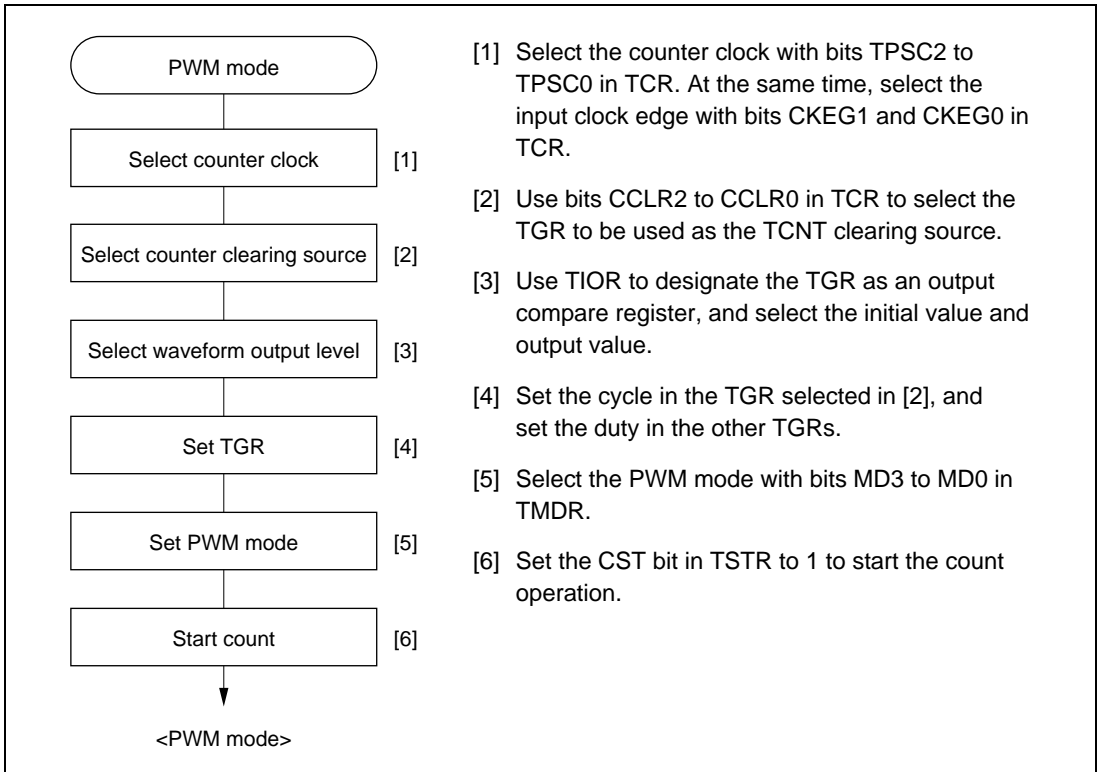 PWM mode
Select counter clock [1]
Select counter clearing source [2]
Select waveform output level [3]
Set TGR [4]
Set PWM mode [5]
Start count [6]
<PWM mode>
[1] Select the counter clock with bits TPSC2 to
TPSC0 in TCR. At the same time, select the
input clock edge with bits CKEG1 and CKEG0 in
TCR.
[2] Use bits CCLR2 to CCLR0 in TCR to select the
TGR to be used as the TCNT clearing source.
[3] Use TIOR to designate the TGR as an output
compare register, and select the initial value and
output value.
[4] Set the cycle in the TGR selected in [2], and
set the duty in the other TGRs.
[5] Select the PWM mode with bits MD3 to MD0 in
TMDR.
[6] Set the CST bit in TSTR to 1 to start the count
operation.